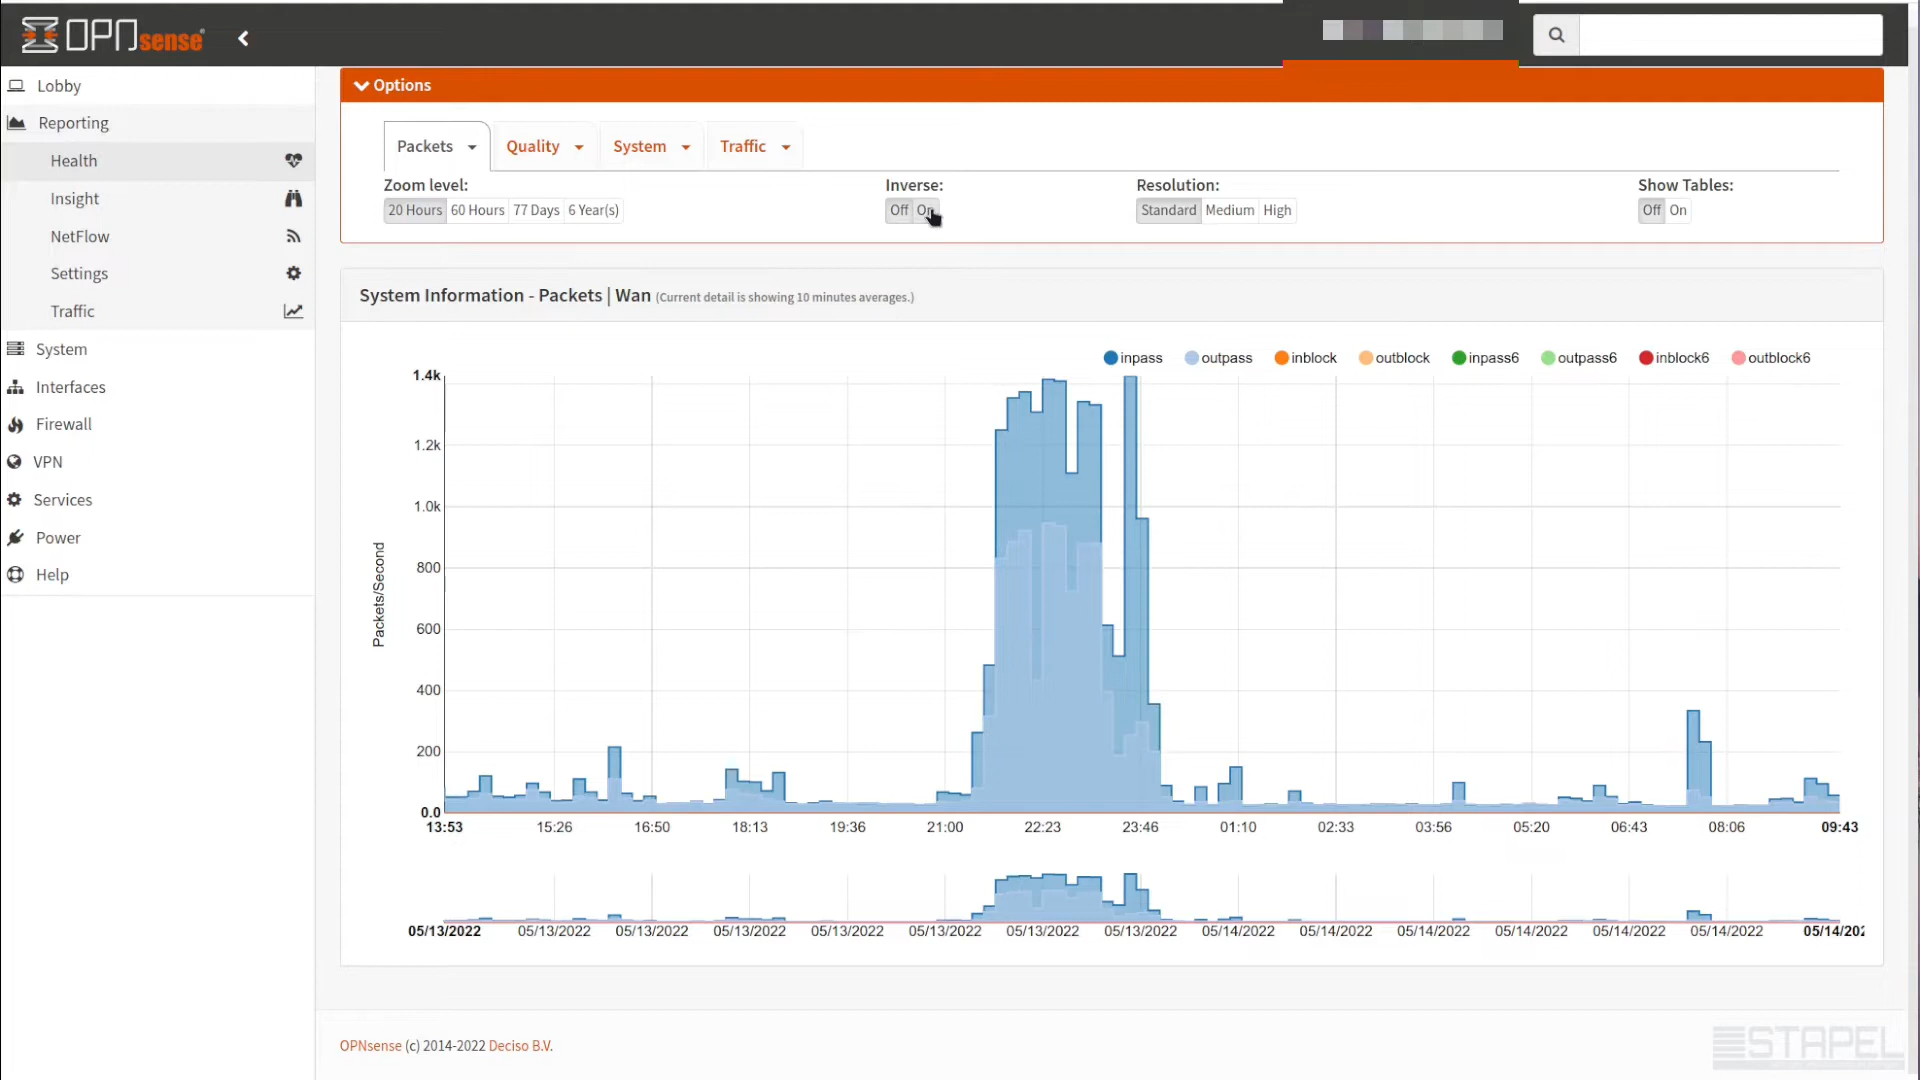 OPNsense
Options
Lobby
Reporting
Health
Insight
NetFlow
Settings
Traffic
System
Interfaces
Firewall
VPN
Services
Power
Help
Packets Quality System Traffic
Zoom level: Inverse: Resolution: Show Tables:
20 Hours 60 Hours 77 Days 6 Year(s) Off On Standard Medium High Off On
System Information - Packets | Wan (Current detail is showing 10 minutes averages.)
inpass outpass inblock outblock inpass6 outpass6 inblock6 outblock6
1.4k
1.2k
1.0k
800
600
400
200
0.0
Packets/Second
13:53 15:26 16:50 18:13 19:36 21:00 22:23 23:46 01:10 02:33 03:56 05:20 06:43 08:06 09:43
05/13/2022 05/13/2022 05/13/2022 05/13/2022 05/13/2022 05/13/2022 05/13/2022 05/13/2022 05/14/2022 05/14/2022 05/14/2022 05/14/2022 05/14/2022 05/14/2022 05/14/202
OPNsense (c) 2014-2022 Deciso B.V.
STAPEL